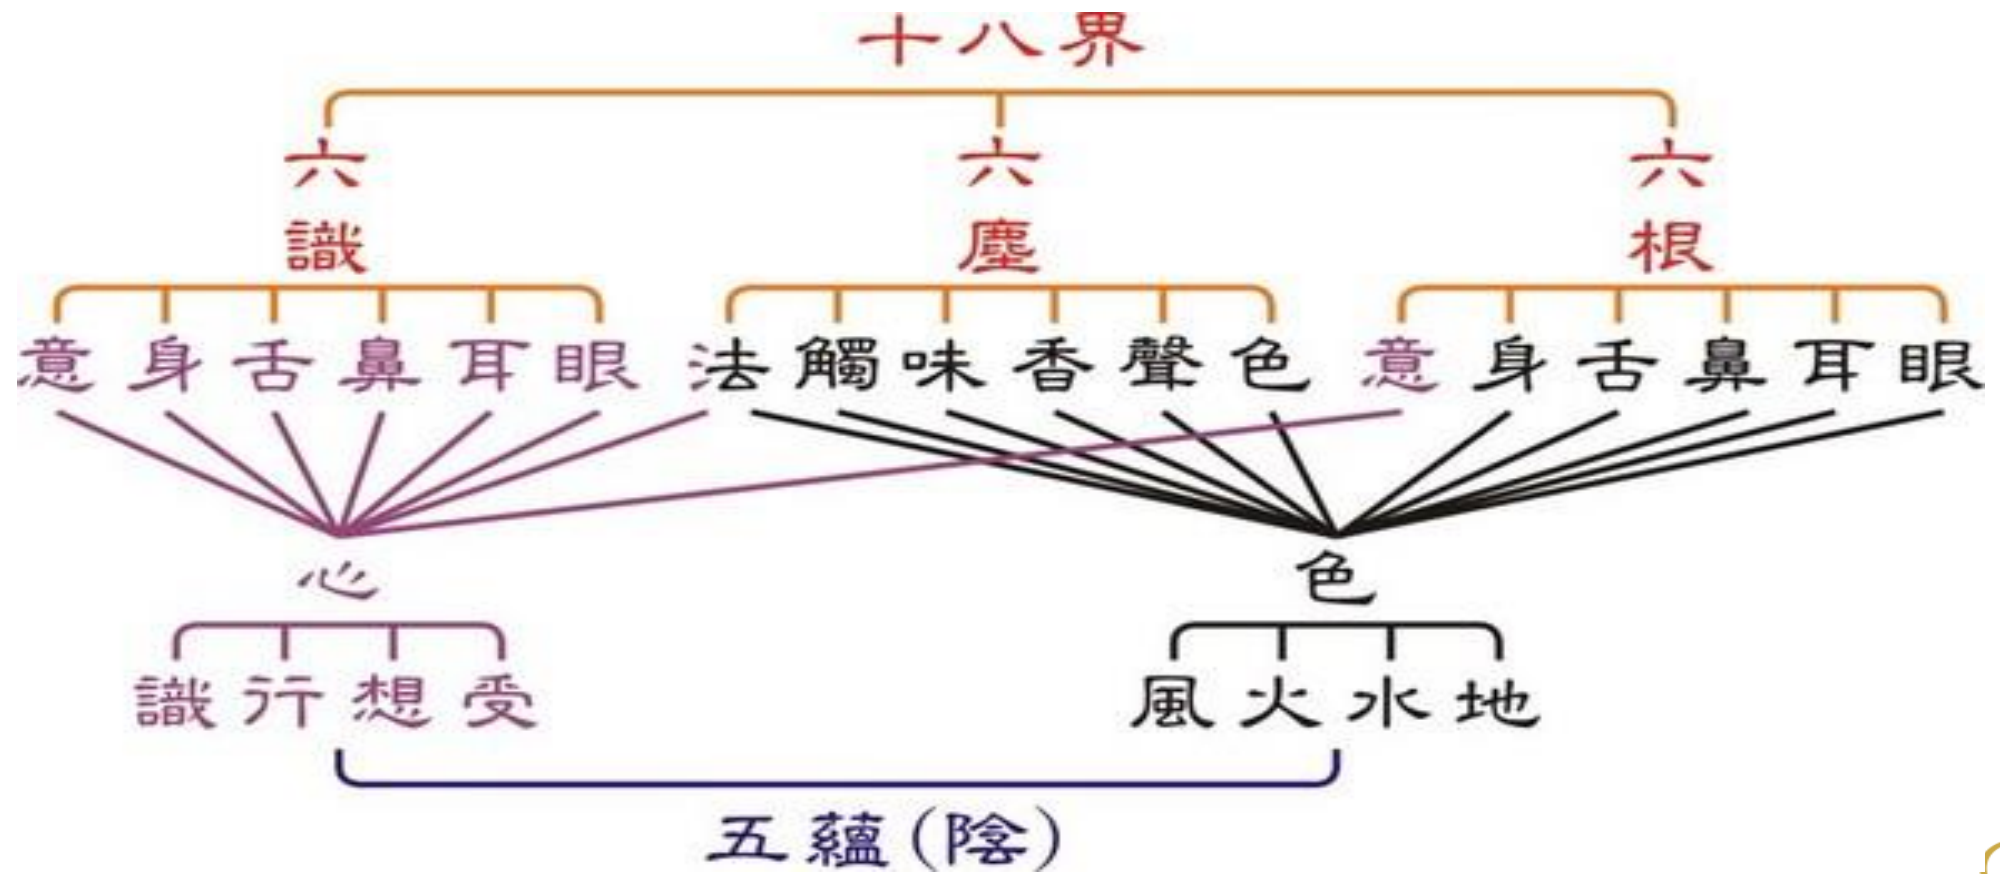 十八界
六識
六塵
六根
意身舌鼻耳眼
法觸味香聲色
意身舌鼻耳眼
心
色
識行想受
風火水地
五蘊(陰)